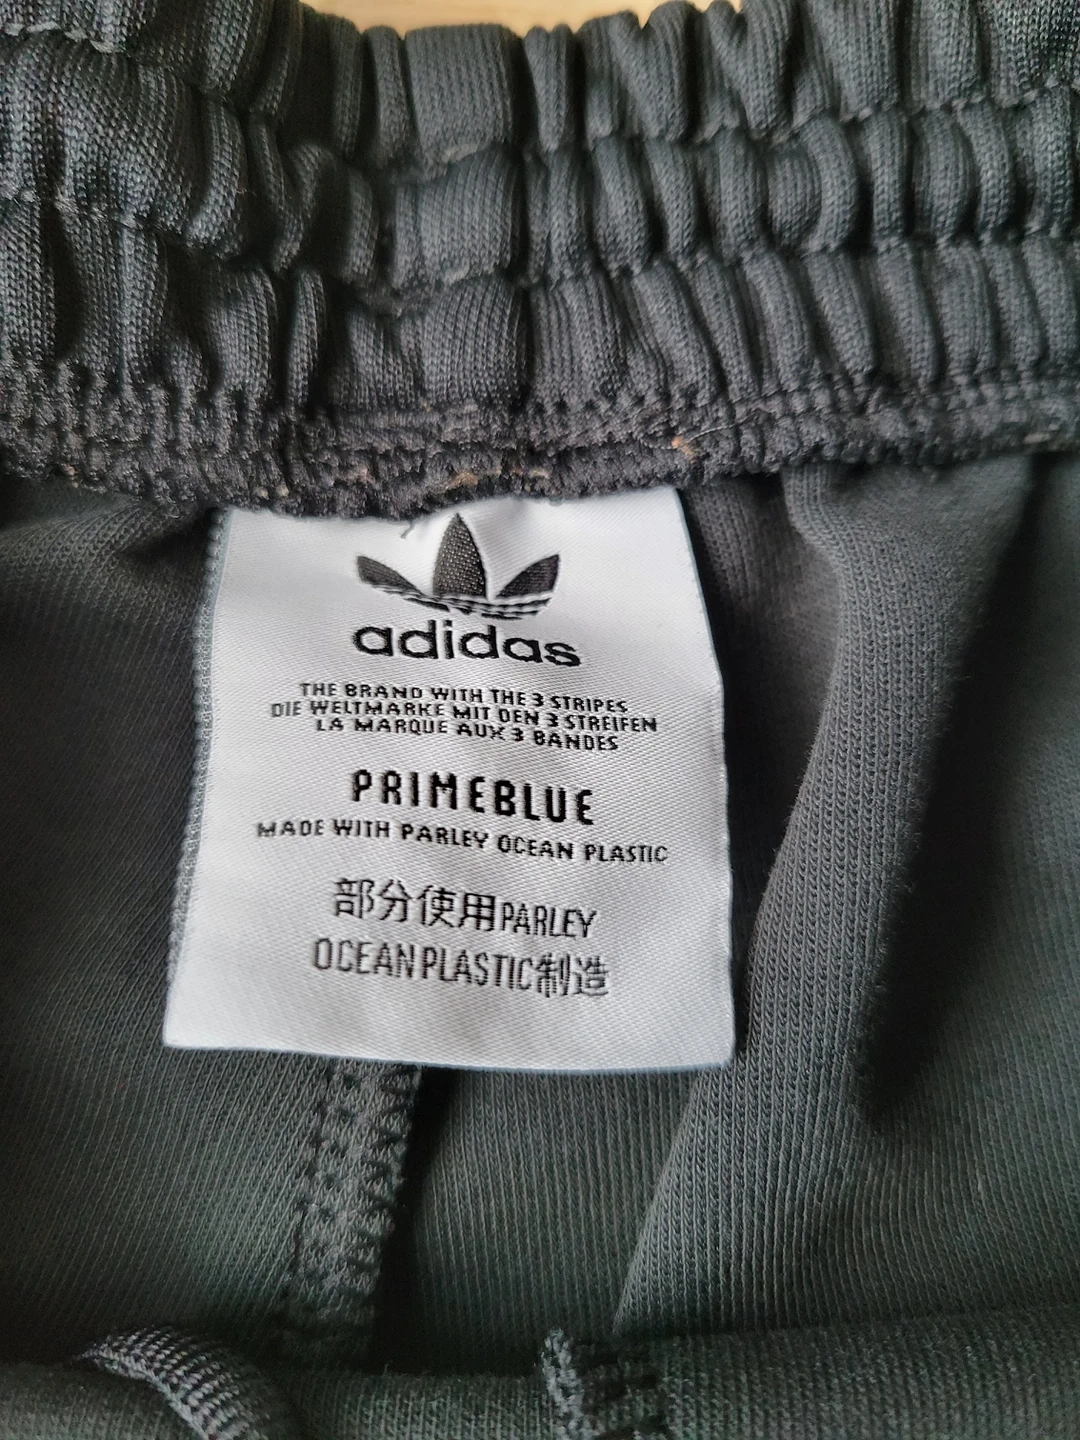 adidas
THE BRAND WITH THE 3 STRIPES
DIE WELTMARKE MIT DEN 3 STREIFEN
LA MARQUE AUX 3 BANDES
PRIMEBLUE
MADE WITH PARLEY OCEAN PLASTIC
部分使用PARLEY
OCEAN PLASTIC制造